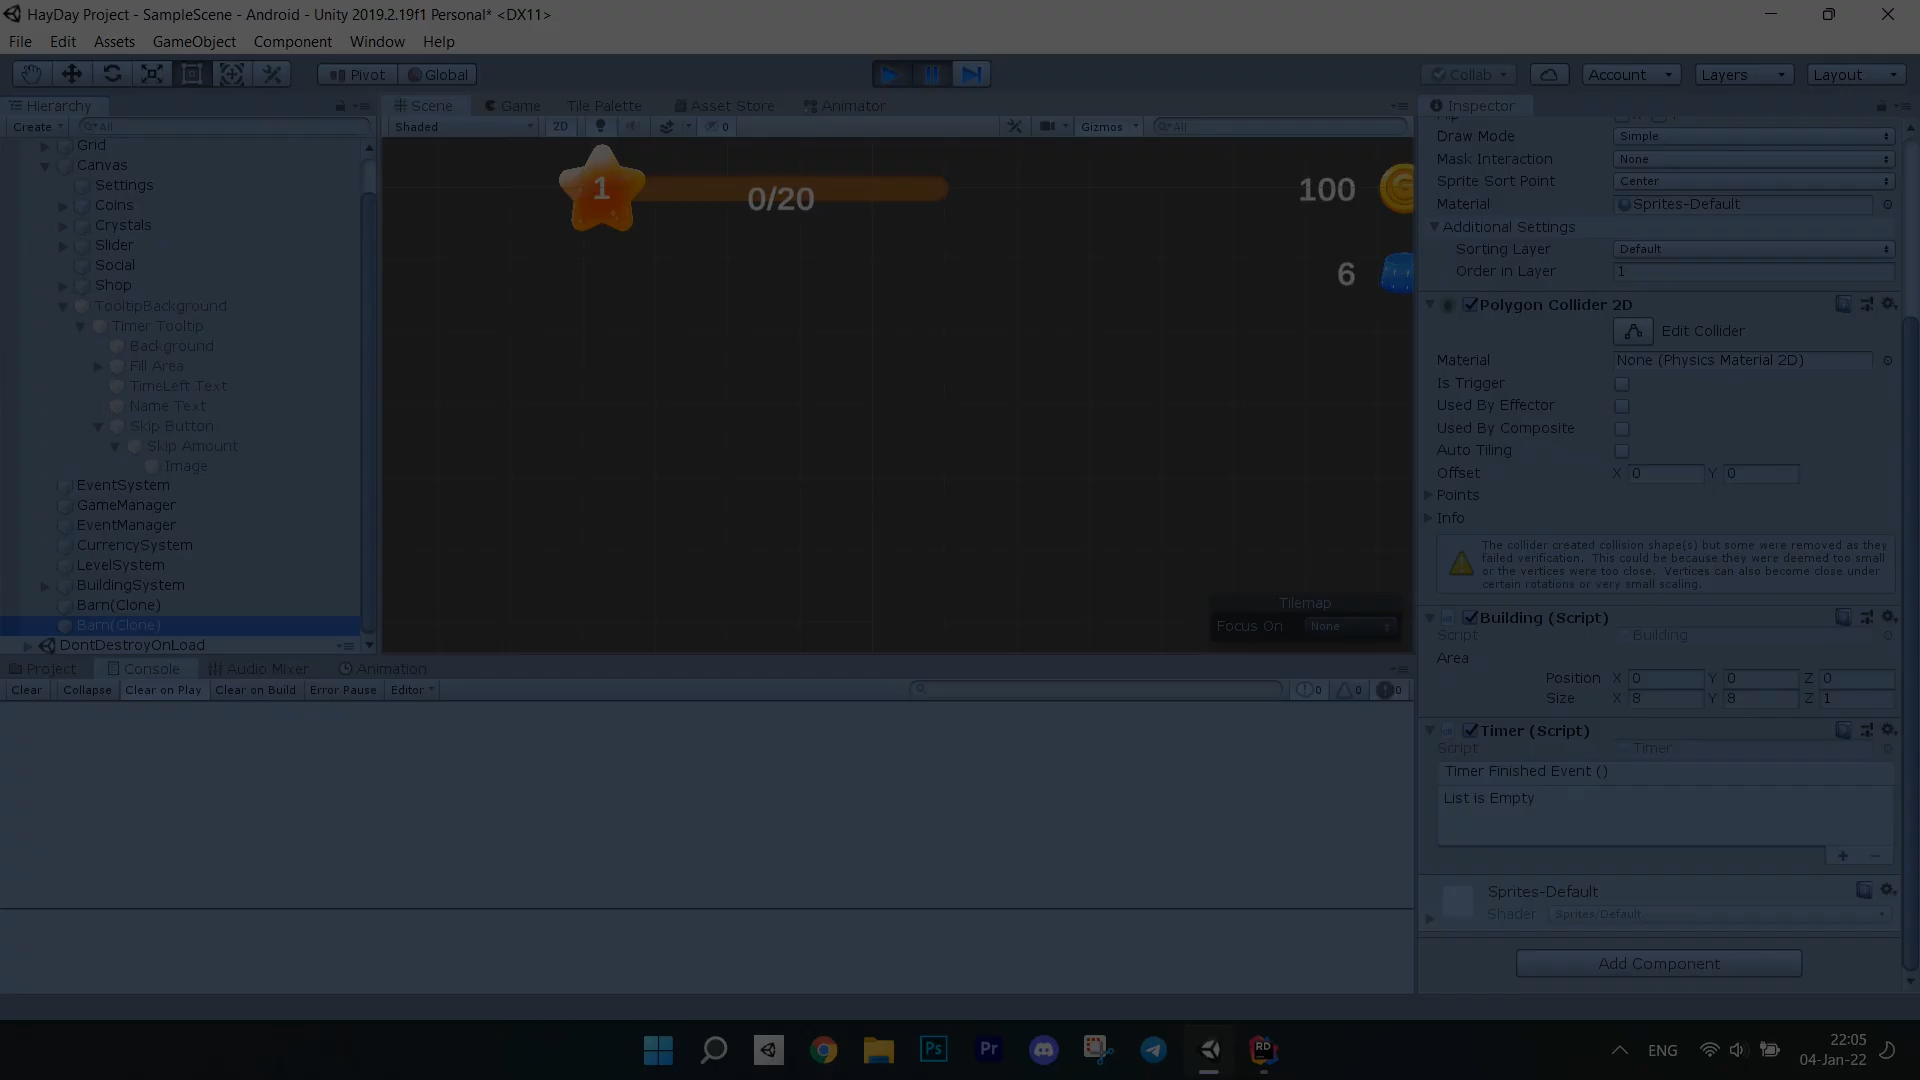 HayDay Project - SampleScene - Android - Unity 2019.2.19f1 Personal* <DX11>
File Edit Assets GameObject Component Window Help
Pivot Global Collab Account Layers Layout
Hierarchy
Create All
Grid
Canvas
Settings
Coins
Crystals
Slider
Social
Shop
TooltipBackground
Timer Tooltip
Background
Fill Area
TimeLeft Text
Name Text
Skip Button
Skip Amount
Image
EventSystem
GameManager
EventManager
CurrencySystem
LevelSystem
BuildingSystem
Barn(Clone)
Barn(Clone)
DontDestroyOnLoad
Scene Game Tile Palette Asset Store Animator
Shaded 2D 0 Gizmos All
1 0/20 100
6
Tilemap
Focus On None
Project Console Audio Mixer Animation
Clear Collapse Clear on Play Clear on Build Error Pause Editor 0 0 0
Inspector
Draw Mode Simple
Mask Interaction None
Sprite Sort Point Center
Material Sprites-Default
Additional Settings
Sorting Layer Default
Order in Layer 1
Polygon Collider 2D
Edit Collider
Material None (Physics Material 2D)
Is Trigger
Used By Effector
Used By Composite
Auto Tiling
Offset X 0 Y 0
Points
Info
The collider created collision shape(s) but some were removed as they
failed verification. This could be because they were deemed too small
or the vertices were too close. Vertices can also become close under
certain rotations or very small scaling.
Building (Script)
Script Building
Area
Position X 0 Y 0 Z 0
Size X 8 Y 8 Z 1
Timer (Script)
Script Timer
Timer Finished Event ()
List is Empty
+ −
Sprites-Default
Shader Sprites/Default
Add Component
Ps Pr RD
ENG
22:05
04-Jan-22